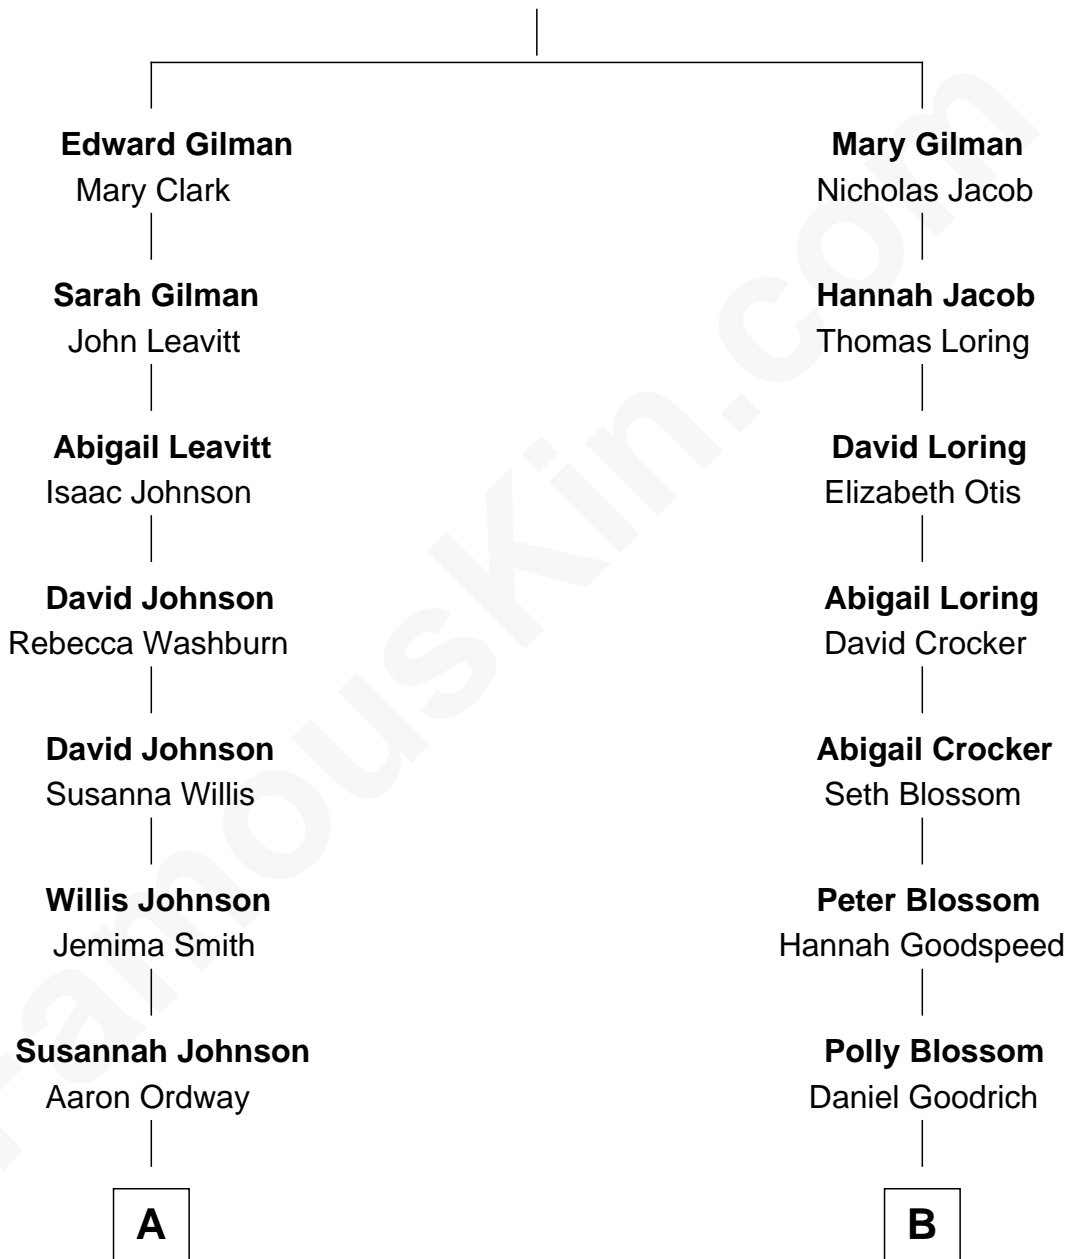 Edward Gilman
Mary Clark
Sarah Gilman
John Leavitt
Abigail Leavitt
Isaac Johnson
David Johnson
Rebecca Washburn
David Johnson
Susanna Willis
Willis Johnson
Jemima Smith
Susannah Johnson
Aaron Ordway
A
Mary Gilman
Nicholas Jacob
Hannah Jacob
Thomas Loring
David Loring
Elizabeth Otis
Abigail Loring
David Crocker
Abigail Crocker
Seth Blossom
Peter Blossom
Hannah Goodspeed
Polly Blossom
Daniel Goodrich
B
FamousKin.com